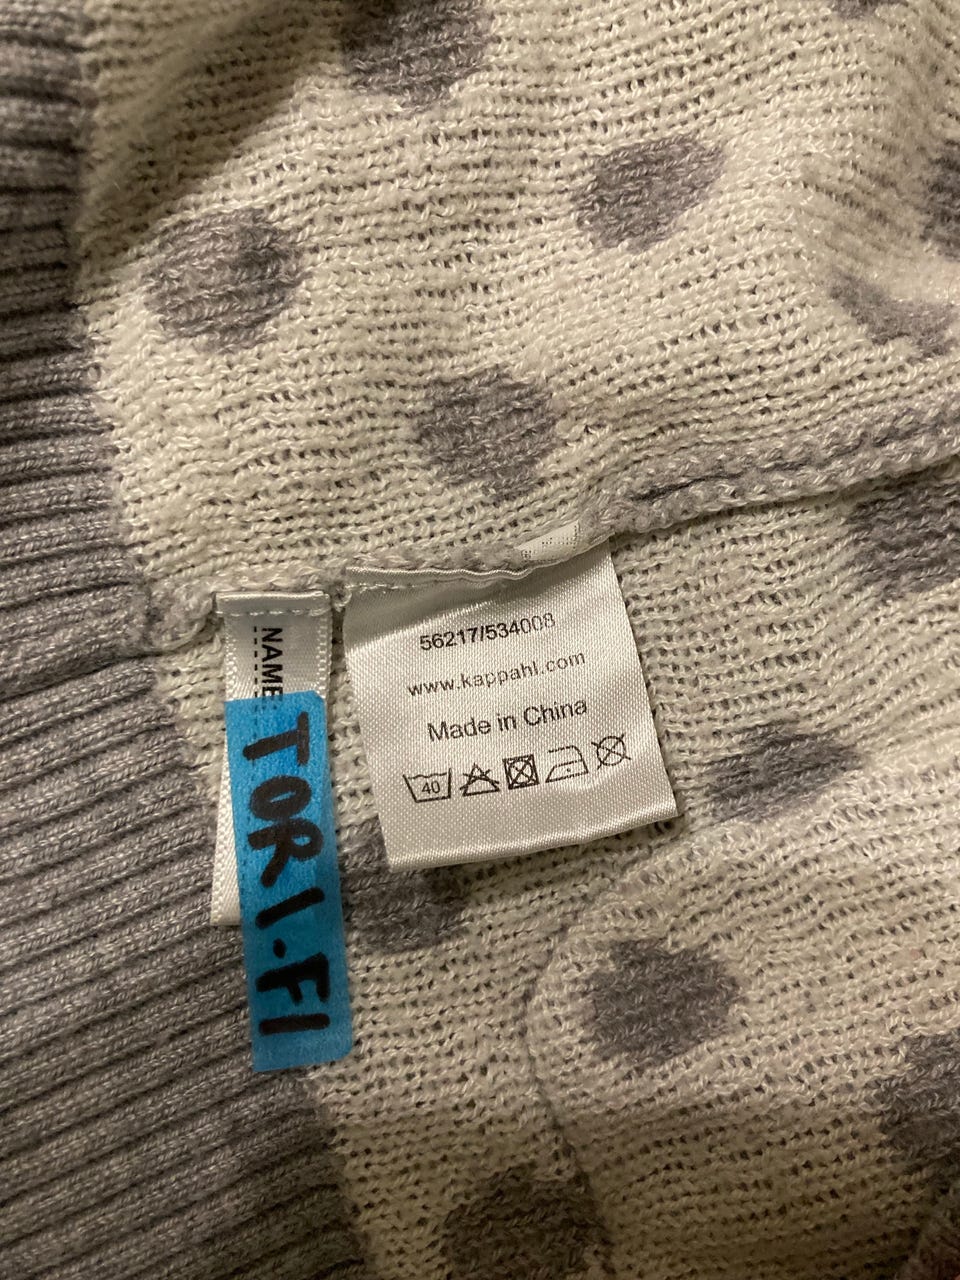 NAME:
TORI.FI
56217/534008
www.kappahl.com
Made in China
40